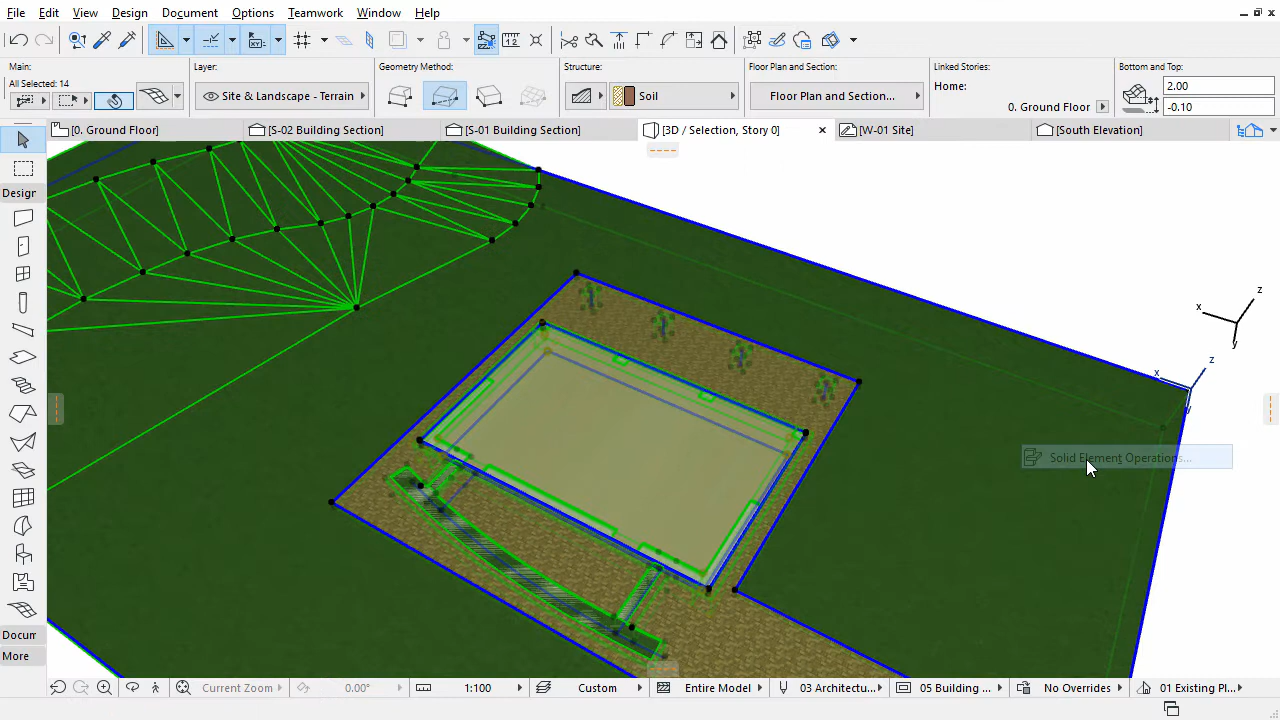 File Edit View Design Document Options Teamwork Window Help
Main: Layer: Geometry Method: Structure: Floor Plan and Section: Linked Stories: Bottom and Top:
All Selected: 14
Site & Landscape - Terrain
Soil
Floor Plan and Section...
Home:
0. Ground Floor
2.00
-0.10
[0. Ground Floor]
[S-02 Building Section]
[S-01 Building Section]
[3D / Selection, Story 0]
[W-01 Site]
[South Elevation]
Design
z
x
y
z
x
y
Solid Element Operations...
Docum
More
Current Zoom
0.00°
1:100
Custom
Entire Model
03 Architectu...
05 Building ...
No Overrides
01 Existing Pl...